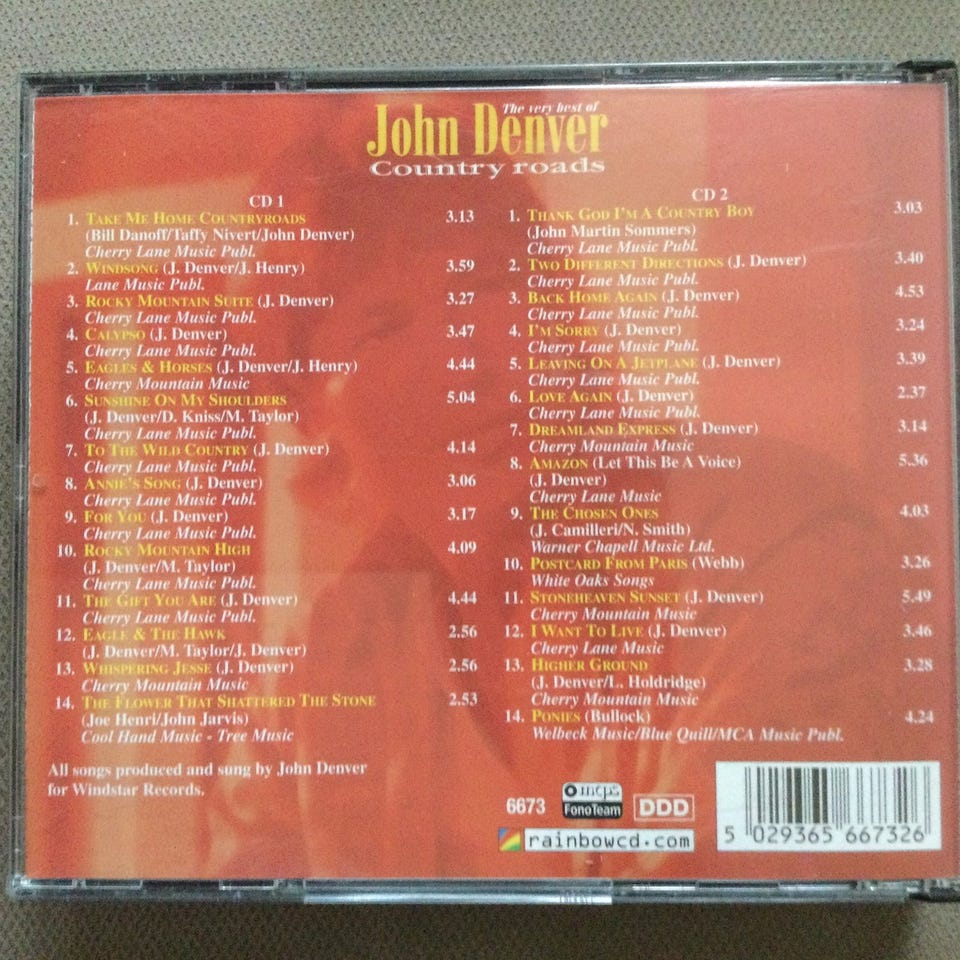 The very best of
John Denver
Country roads
CD 1
1. TAKE ME HOME COUNTRYROADS 3.13
(Bill Danoff/Taffy Nivert/John Denver)
Cherry Lane Music Publ.
2. WINDSONG (J. Denver/J. Henry) 3.59
Lane Music Publ.
3. ROCKY MOUNTAIN SUITE (J. Denver) 3.27
Cherry Lane Music Publ.
4. CALYPSO (J. Denver) 3.47
Cherry Lane Music Publ.
5. EAGLES & HORSES (J. Denver/J. Henry) 4.44
Cherry Mountain Music
6. SUNSHINE ON MY SHOULDERS 5.04
(J. Denver/D. Kniss/M. Taylor)
Cherry Lane Music Publ.
7. TO THE WILD COUNTRY (J. Denver) 4.14
Cherry Lane Music Publ.
8. ANNIE'S SONG (J. Denver) 3.06
Cherry Lane Music Publ.
9. FOR YOU (J. Denver) 3.17
Cherry Lane Music Publ.
10. ROCKY MOUNTAIN HIGH 4.09
(J. Denver/M. Taylor)
Cherry Lane Music Publ.
11. THE GIFT YOU ARE (J. Denver) 4.44
Cherry Lane Music Publ.
12. EAGLE & THE HAWK 2.56
(J. Denver/M. Taylor/J. Denver)
13. WHISPERING JESSE (J. Denver) 2.56
Cherry Mountain Music
14. THE FLOWER THAT SHATTERED THE STONE 2.53
(Joe Henri/John Jarvis)
Cool Hand Music - Tree Music
All songs produced and sung by John Denver
for Windstar Records.
CD 2
1. THANK GOD I'M A COUNTRY BOY 3.03
(John Martin Sommers)
Cherry Lane Music Publ.
2. TWO DIFFERENT DIRECTIONS (J. Denver) 3.40
Cherry Lane Music Publ.
3. BACK HOME AGAIN (J. Denver) 4.53
Cherry Lane Music Publ.
4. I'M SORRY (J. Denver) 3.24
Cherry Lane Music Publ.
5. LEAVING ON A JETPLANE (J. Denver) 3.39
Cherry Lane Music Publ.
6. LOVE AGAIN (J. Denver) 2.37
Cherry Lane Music Publ.
7. DREAMLAND EXPRESS (J. Denver) 3.14
Cherry Mountain Music
8. AMAZON (Let This Be A Voice) 5.36
(J. Denver)
Cherry Lane Music
9. THE CHOSEN ONES 4.03
(J. Camilleri/N. Smith)
Warner Chapell Music Ltd.
10. POSTCARD FROM PARIS (Webb) 3.26
White Oaks Songs
11. STONEHEAVEN SUNSET (J. Denver) 5.49
Cherry Mountain Music
12. I WANT TO LIVE (J. Denver) 3.46
Cherry Lane Music
13. HIGHER GROUND 3.28
(J. Denver/L. Holdridge)
Cherry Mountain Music
14. PONIES (Bullock) 4.24
Welbeck Music/Blue Quill/MCA Music Publ.
6673
mcps
FonoTeam
DDD
rainbowcd.com
5 029365 667326